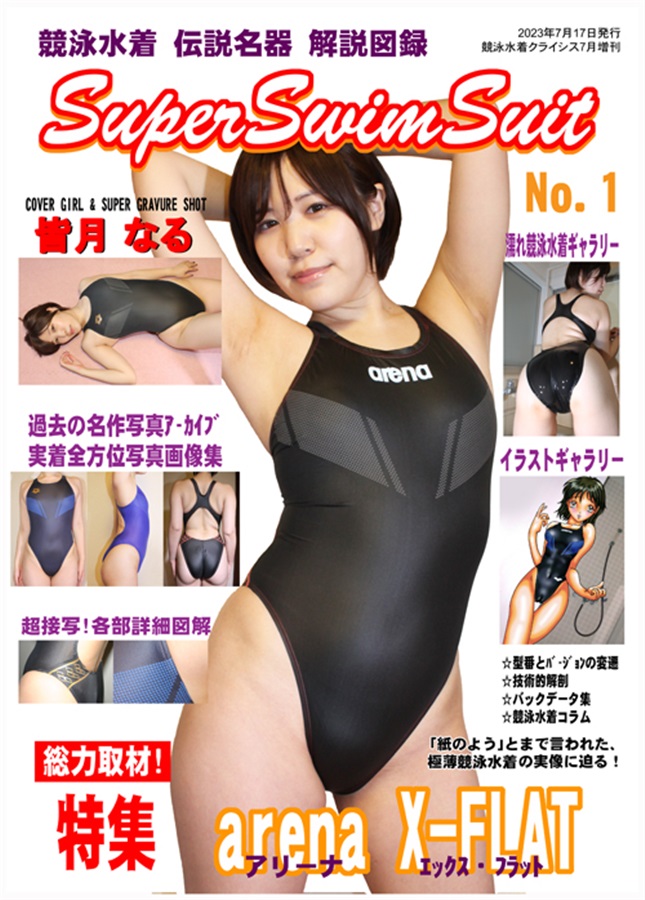 競泳水着 伝説名器 解説図録
2023年7月17日発行
競泳水着クライシス7月増刊
SuperSwimSuit
No. 1
COVER GIRL & SUPER GRAVURE SHOT
皆月 なる
濡れ競泳水着ギャラリー
arena
過去の名作写真ｱｰｶｲﾌﾞ
実着全方位写真画像集
イラストギャラリー
超接写!各部詳細図解
☆型番とﾊﾞｰｼﾞｮﾝの変遷
☆技術的解剖
☆バックデータ集
☆競泳水着コラム
「紙のよう」とまで言われた、
極薄競泳水着の実像に迫る！
総力取材!
特集
arena X-FLAT
アリーナ エックス・フラット